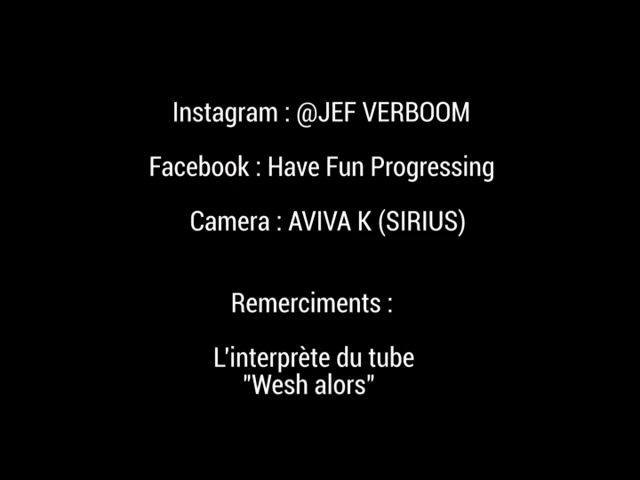 Instagram : @JEF VERBOOM
Facebook : Have Fun Progressing
Camera : AVIVA K (SIRIUS)
Remerciments :
L'interprète du tube
"Wesh alors"